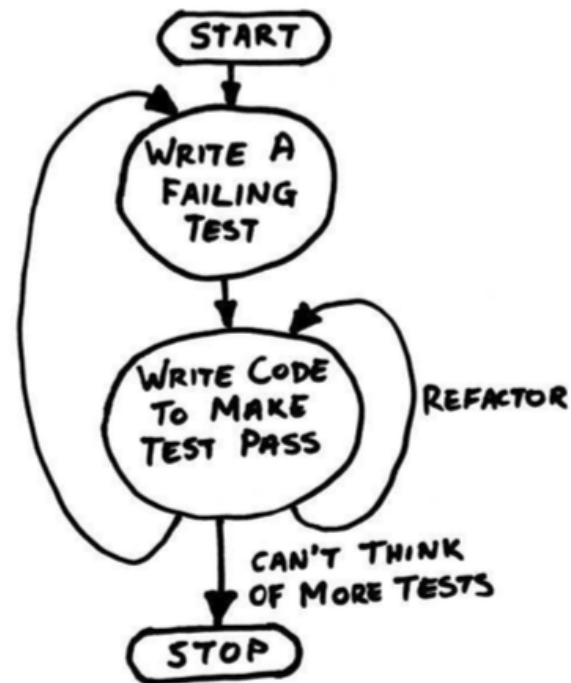 START
WRITE A
FAILING
TEST
WRITE CODE
TO MAKE
TEST PASS
REFACTOR
CAN'T THINK
OF MORE TESTS
STOP